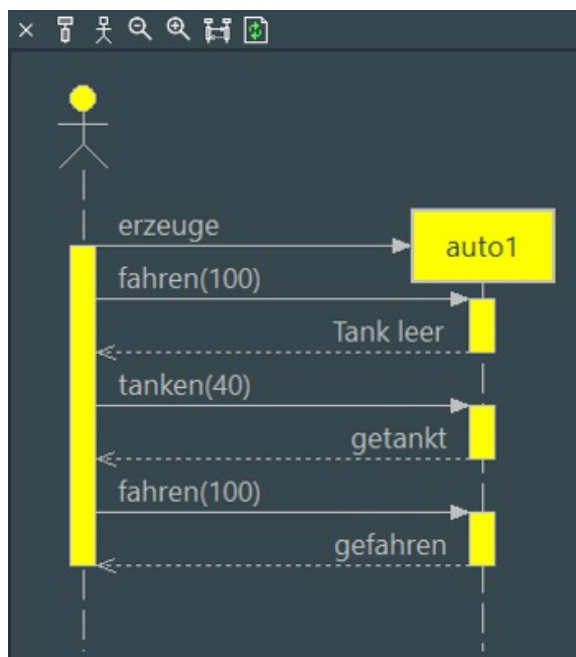 erzeuge
auto1
fahren(100)
Tank leer
tanken(40)
getankt
fahren(100)
gefahren